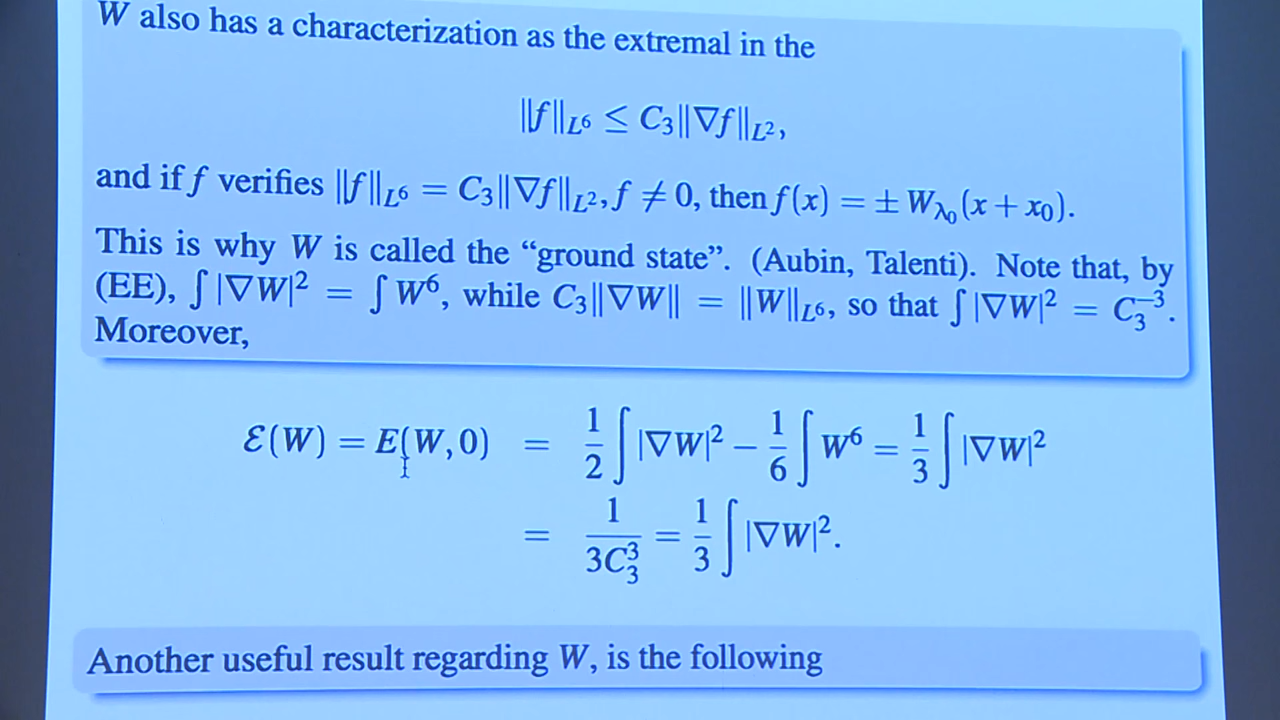 W also has a characterization as the extremal in the
‖f‖_{L^6} ≤ C_3‖∇f‖_{L^2},
and if f verifies ‖f‖_{L^6} = C_3‖∇f‖_{L^2}, f ≠ 0, then f(x) = ± W_{λ_0}(x + x_0).
This is why W is called the “ground state”. (Aubin, Talenti). Note that, by
(EE), ∫|∇W|^2 = ∫W^6, while C_3‖∇W‖ = ‖W‖_{L^6}, so that ∫|∇W|^2 = C_3^{-3}.
Moreover,
ℰ(W) = E(W,0) = 1/2 ∫|∇W|^2 − 1/6 ∫W^6 = 1/3 ∫|∇W|^2
= 1/(3C_3^3) = 1/3 ∫|∇W|^2.
Another useful result regarding W, is the following